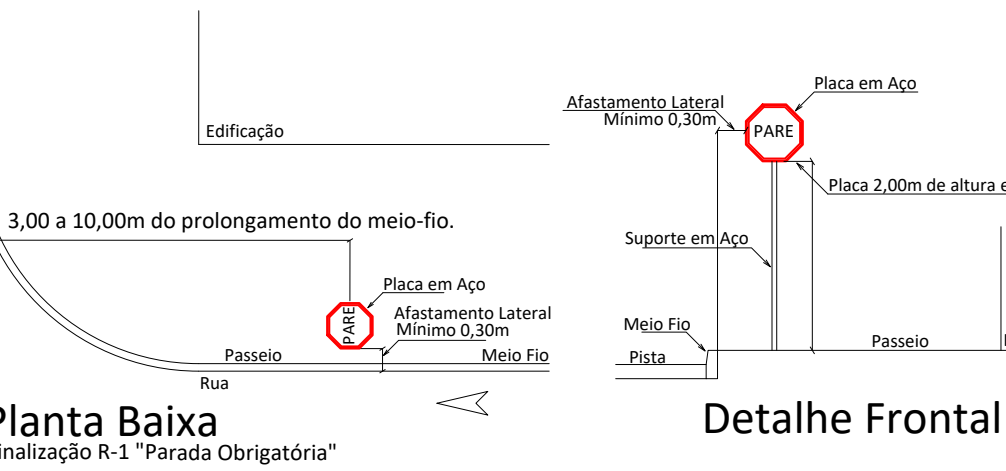 Edificação
3,00 a 10,00m do prolongamento do meio-fio.
Placa em Aço
PARE
Afastamento Lateral
Mínimo 0,30m
Passeio
Meio Fio
Rua
Planta Baixa
inalização R-1 "Parada Obrigatória"
Placa em Aço
Afastamento Lateral
Mínimo 0,30m
PARE
Placa 2,00m de altura e
Suporte em Aço
Meio Fio
Pista
Passeio
Detalhe Frontal